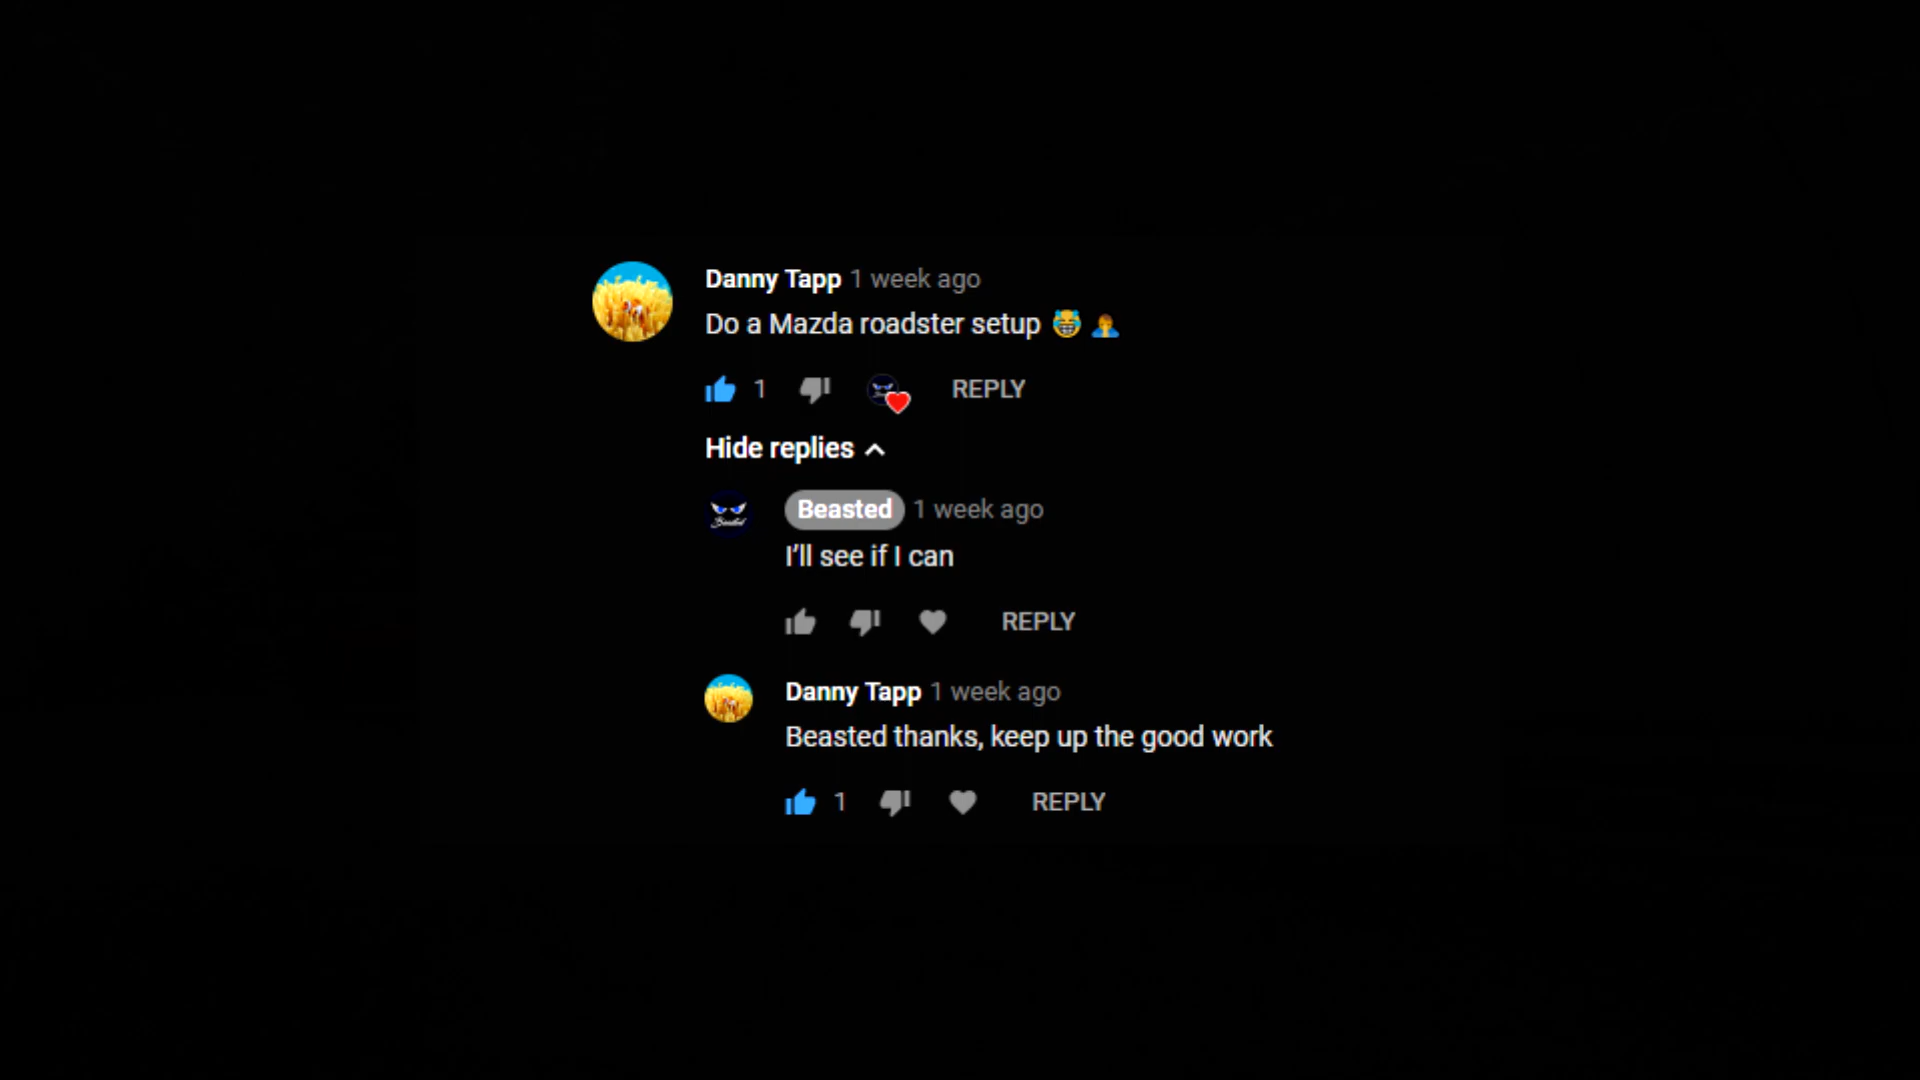 Danny Tapp 1 week ago
Do a Mazda roadster setup 😹 🤦‍♂️
1 REPLY
Hide replies
Beasted
Beasted 1 week ago
I'll see if I can
REPLY
Danny Tapp 1 week ago
Beasted thanks, keep up the good work
1 REPLY